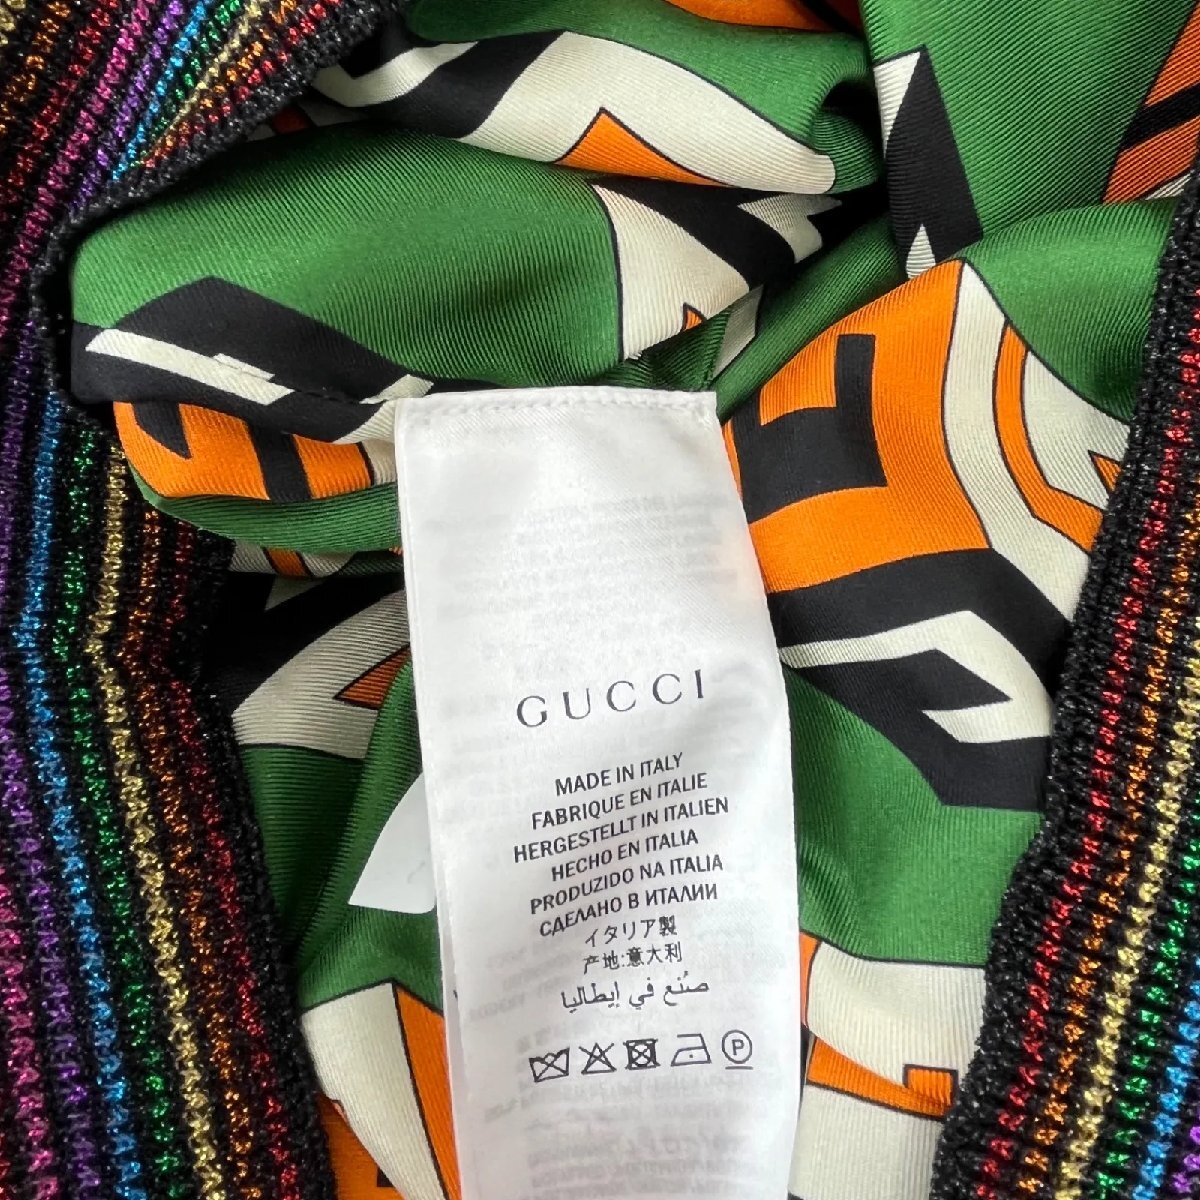 GUCCI
MADE IN ITALY
FABRIQUE EN ITALIE
HERGESTELLT IN ITALIEN
HECHO EN ITALIA
PRODUZIDO NA ITALIA
СДЕЛАНО В ИТАЛИИ
イタリア製
产地:意大利
صُنع في إيطاليا
P